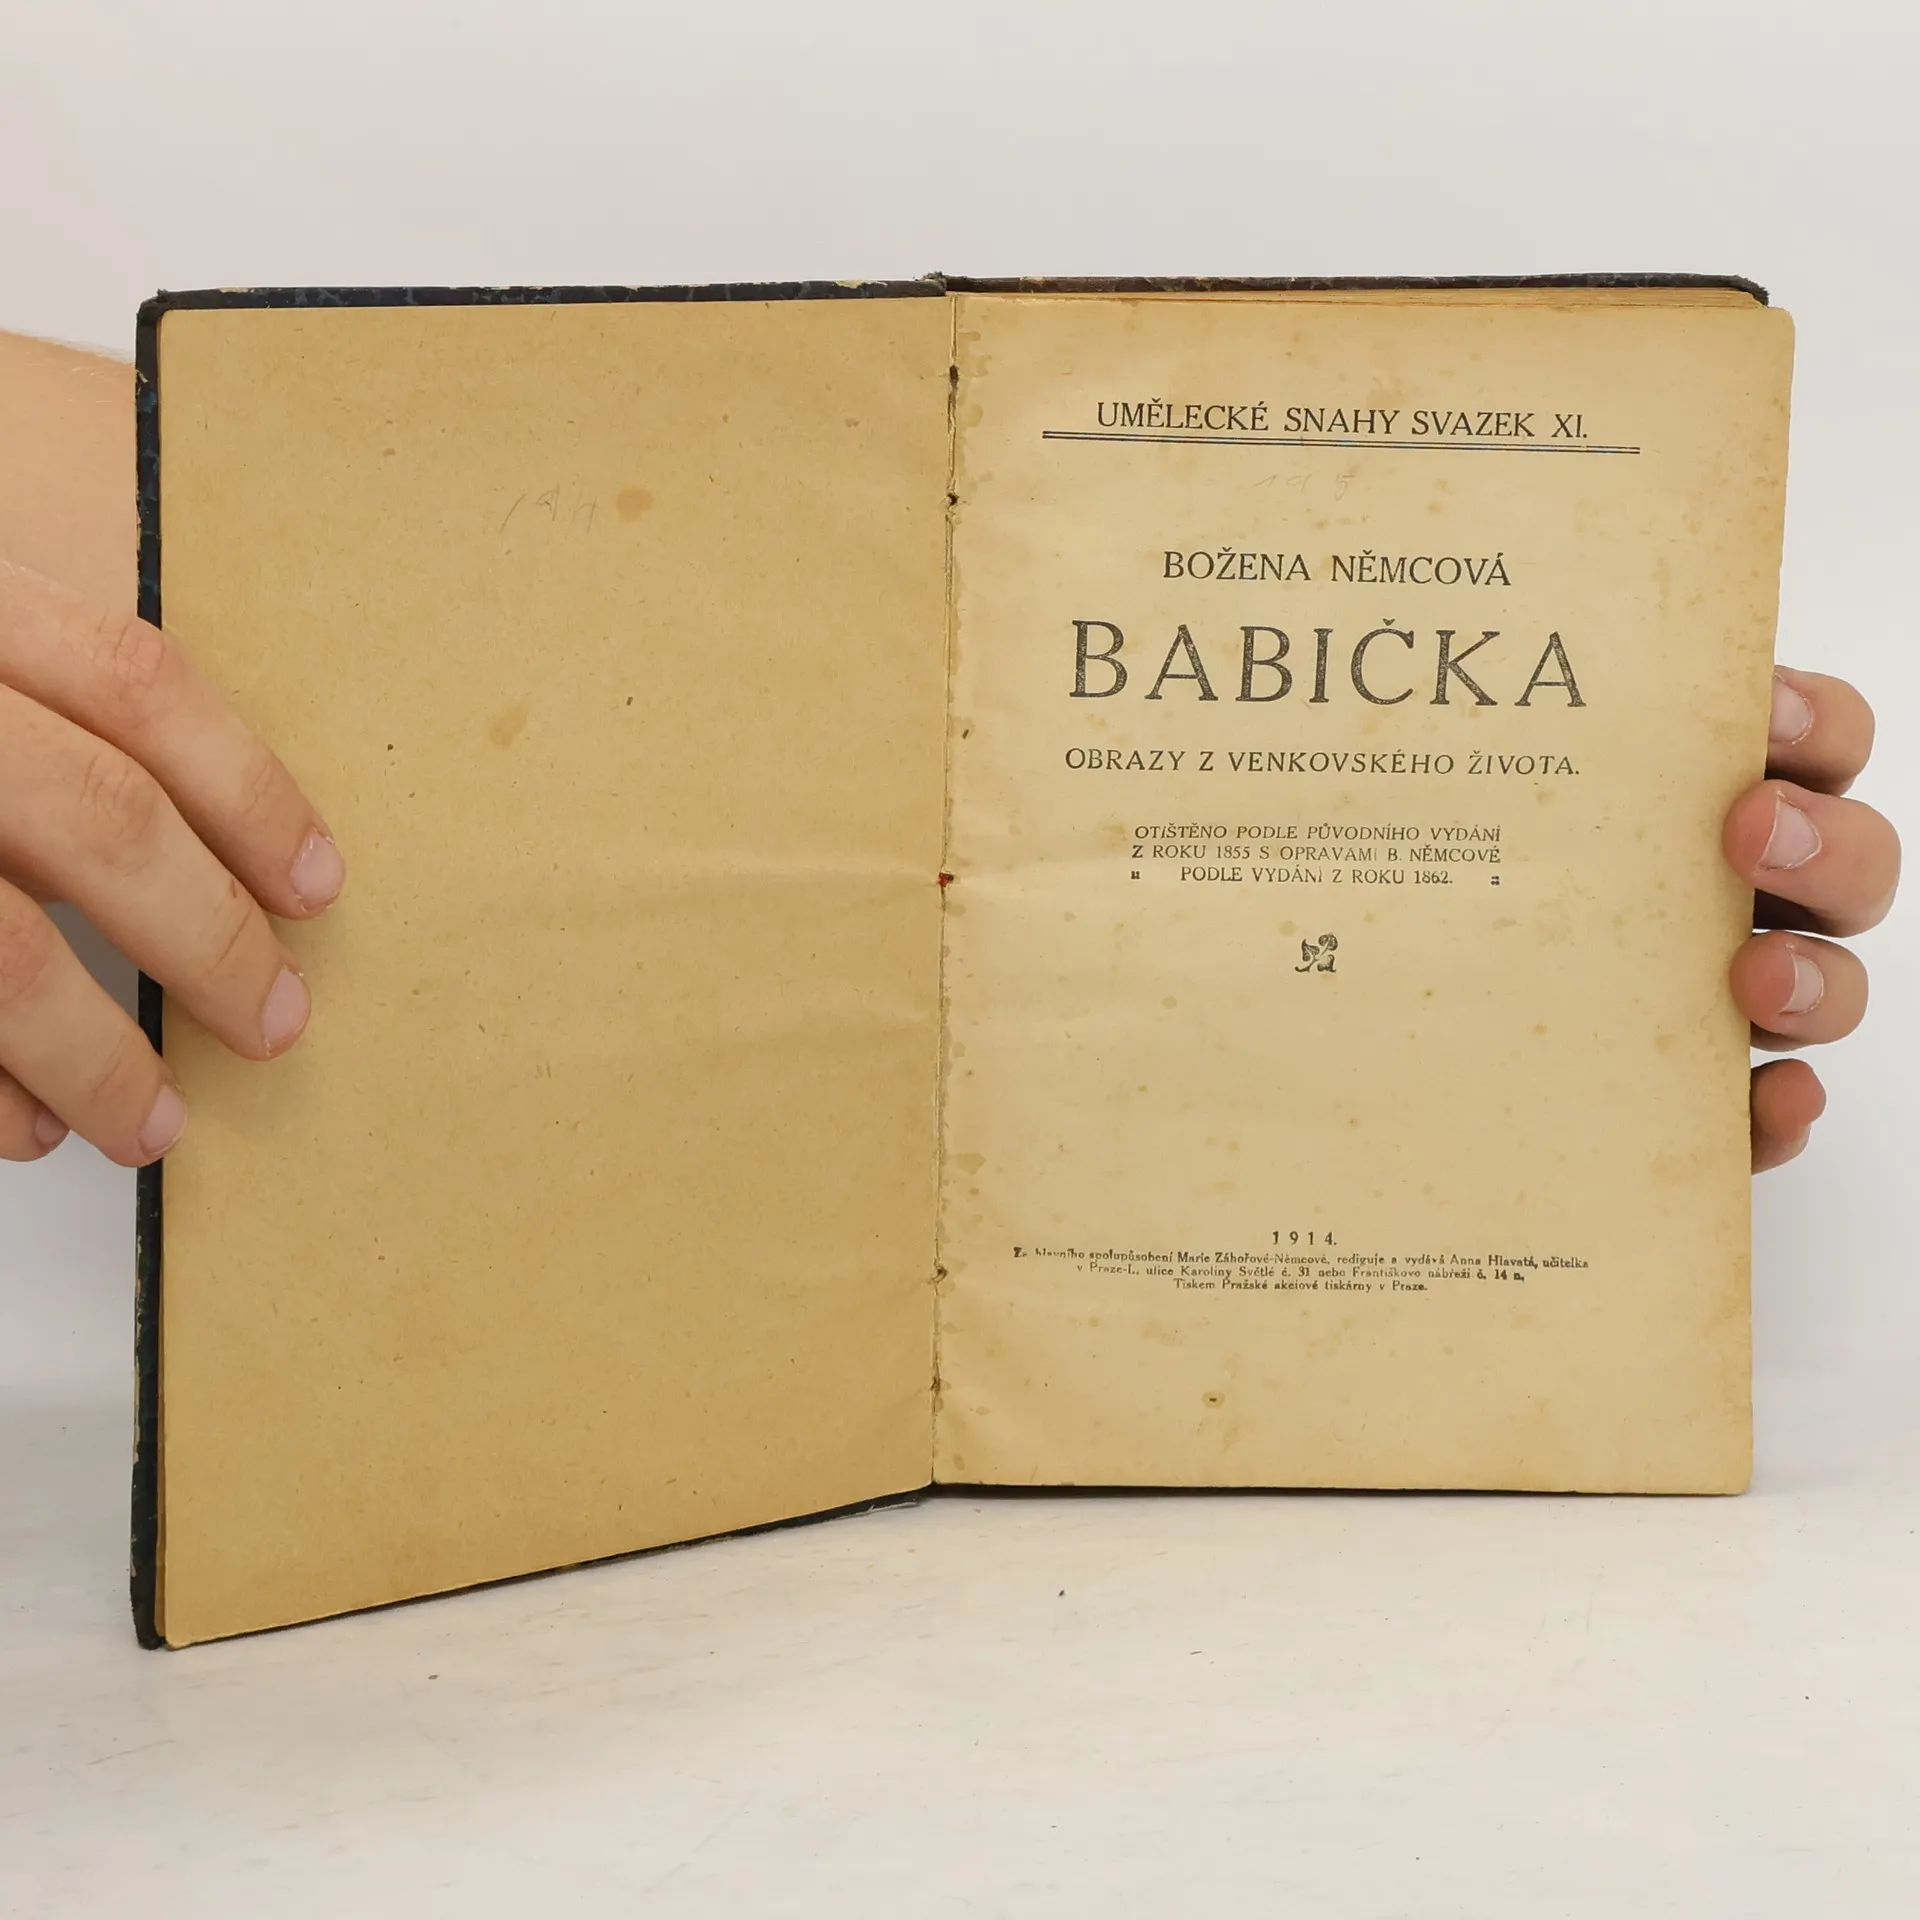 UMĚLECKÉ SNAHY SVAZEK XI.
BOŽENA NĚMCOVÁ
BABIČKA
OBRAZY Z VENKOVSKÉHO ŽIVOTA.
OTIŠTĚNO PODLE PŮVODNÍHO VYDÁNÍ
Z ROKU 1855 S OPRAVAMI B. NĚMCOVÉ
PODLE VYDÁNÍ Z ROKU 1862.
1914.
Za hlavního spolupůsobení Marie Záhořové-Němcové, rediguje a vydává Anna Hlavatá, učitelka
v Praze-I., ulice Karoliny Světlé č. 31 nebo Františkovo nábřeží č. 14 n,
Tiskem Pražské akciové tiskárny v Praze.